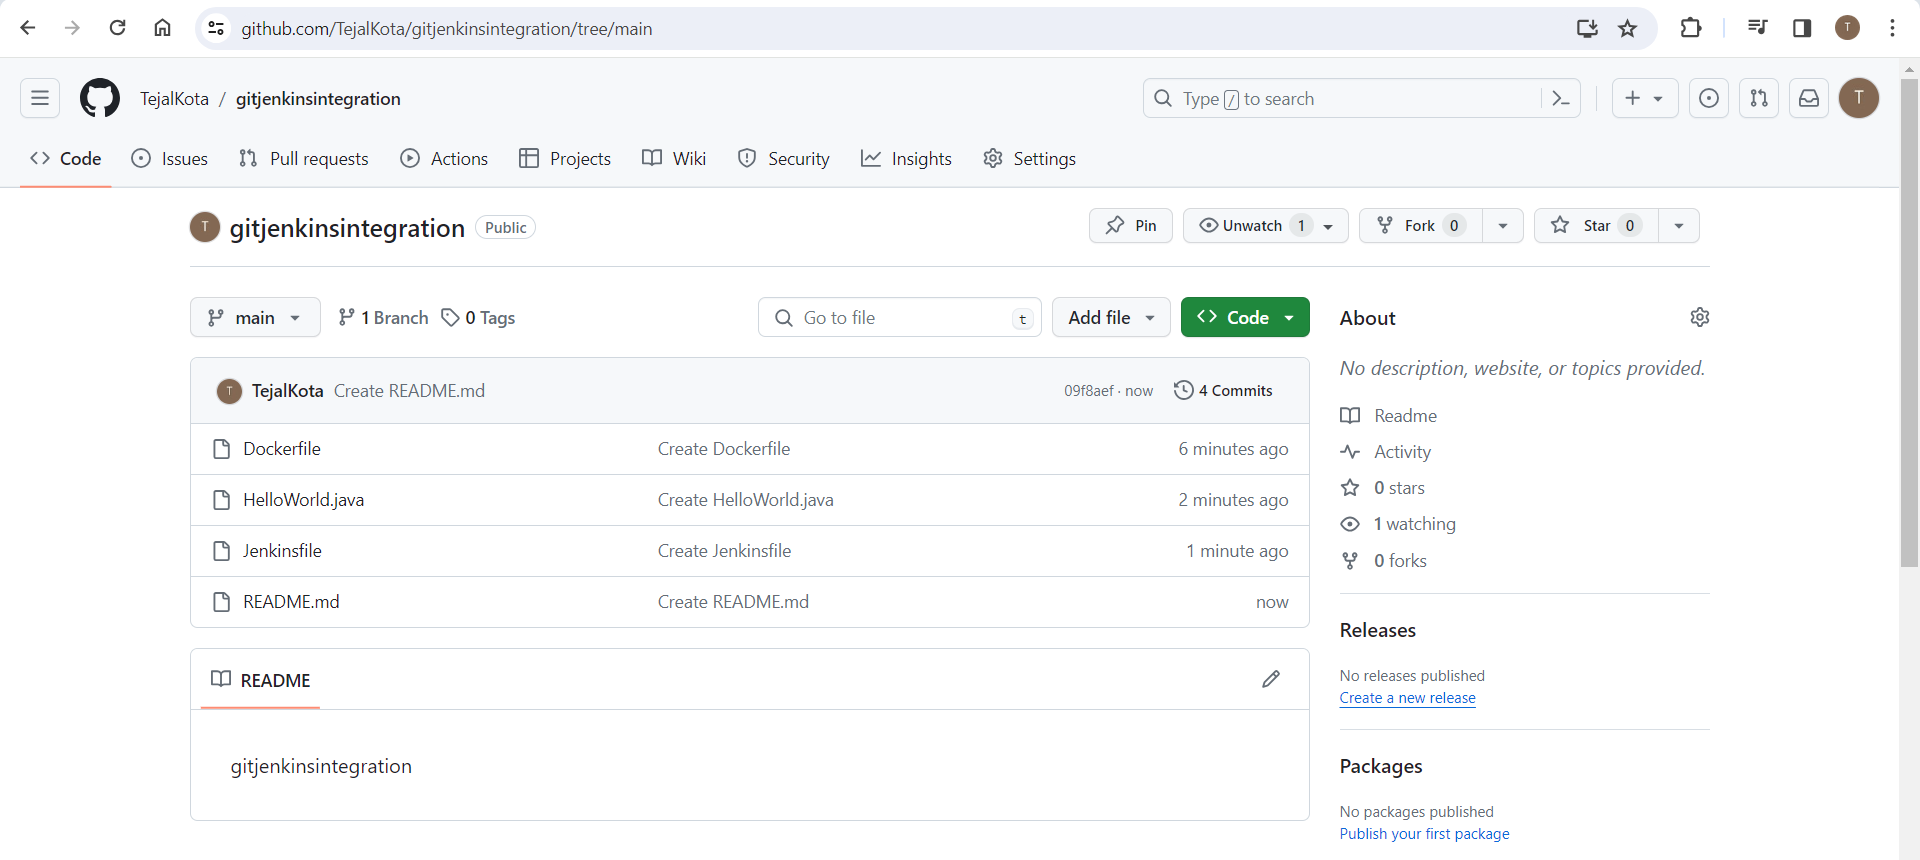 github.com/TejalKota/gitjenkinsintegration/tree/main
T
TejalKota / gitjenkinsintegration
Type / to search
T
Code Issues Pull requests Actions Projects Wiki Security Insights Settings
T gitjenkinsintegration Public
Pin Unwatch 1 Fork 0 Star 0
main 1 Branch 0 Tags Go to file t Add file Code
T TejalKota Create README.md 09f8aef · now 4 Commits
Dockerfile Create Dockerfile 6 minutes ago
HelloWorld.java Create HelloWorld.java 2 minutes ago
Jenkinsfile Create Jenkinsfile 1 minute ago
README.md Create README.md now
README
gitjenkinsintegration
About
No description, website, or topics provided.
Readme
Activity
0 stars
1 watching
0 forks
Releases
No releases published
Create a new release
Packages
No packages published
Publish your first package